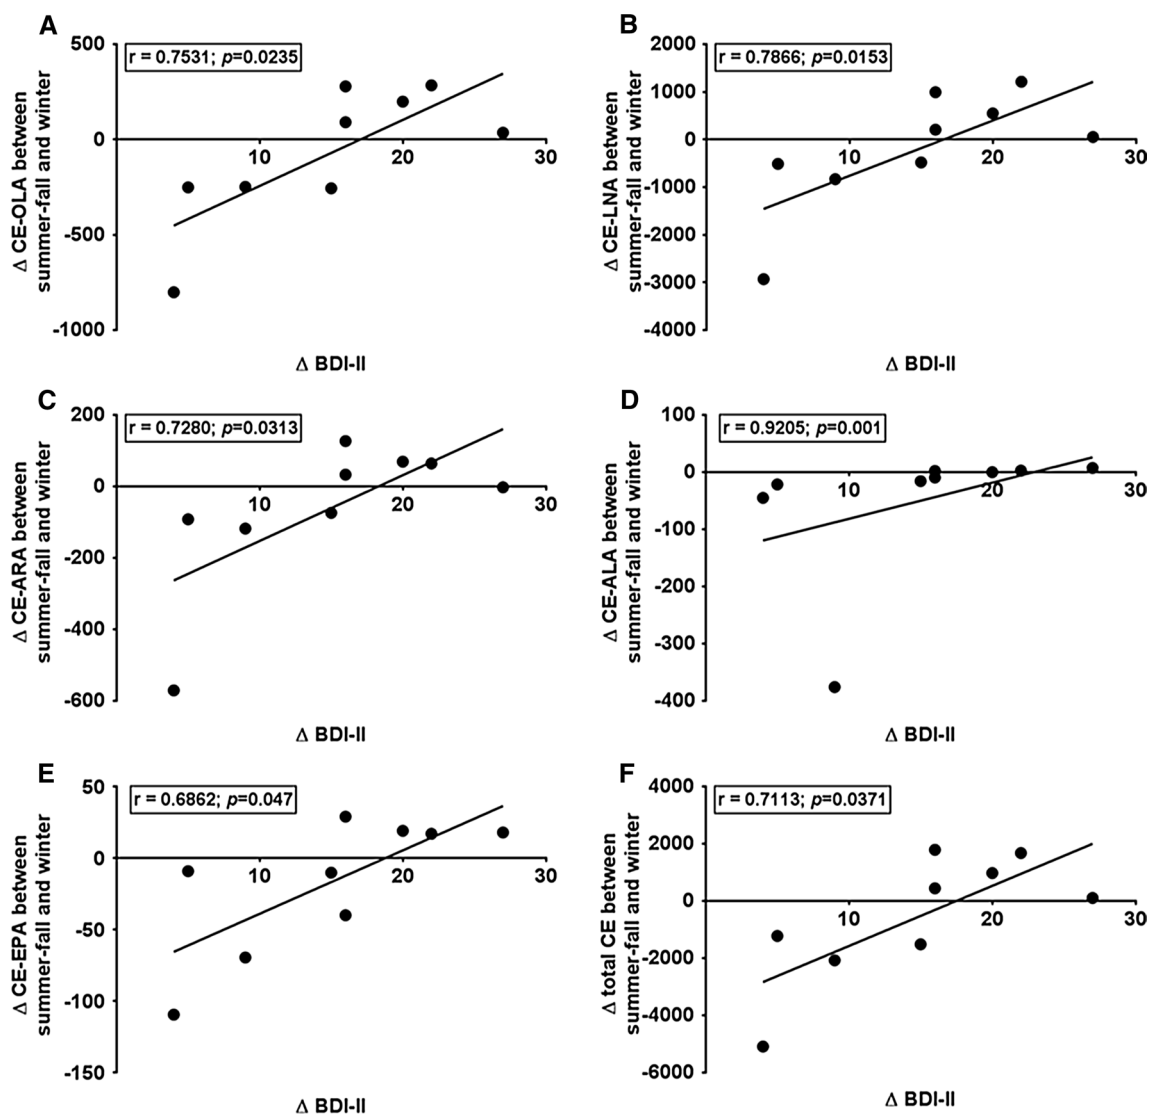 A
r = 0.7531; p=0.0235
Δ CE-OLA between
summer-fall and winter
500
0
-500
-1000
10
20
30
Δ BDI-II
B
r = 0.7866; p=0.0153
Δ CE-LNA between
summer-fall and winter
2000
1000
0
-1000
-2000
-3000
-4000
10
20
30
Δ BDI-II
C
r = 0.7280; p=0.0313
Δ CE-ARA between
summer-fall and winter
200
0
-200
-400
-600
10
20
30
Δ BDI-II
D
r = 0.9205; p=0.001
Δ CE-ALA between
summer-fall and winter
100
0
-100
-200
-300
-400
10
20
30
Δ BDI-II
E
r = 0.6862; p=0.047
Δ CE-EPA between
summer-fall and winter
50
0
-50
-100
-150
10
20
30
Δ BDI-II
F
r = 0.7113; p=0.0371
Δ total CE between
summer-fall and winter
4000
2000
0
-2000
-4000
-6000
10
20
30
Δ BDI-II